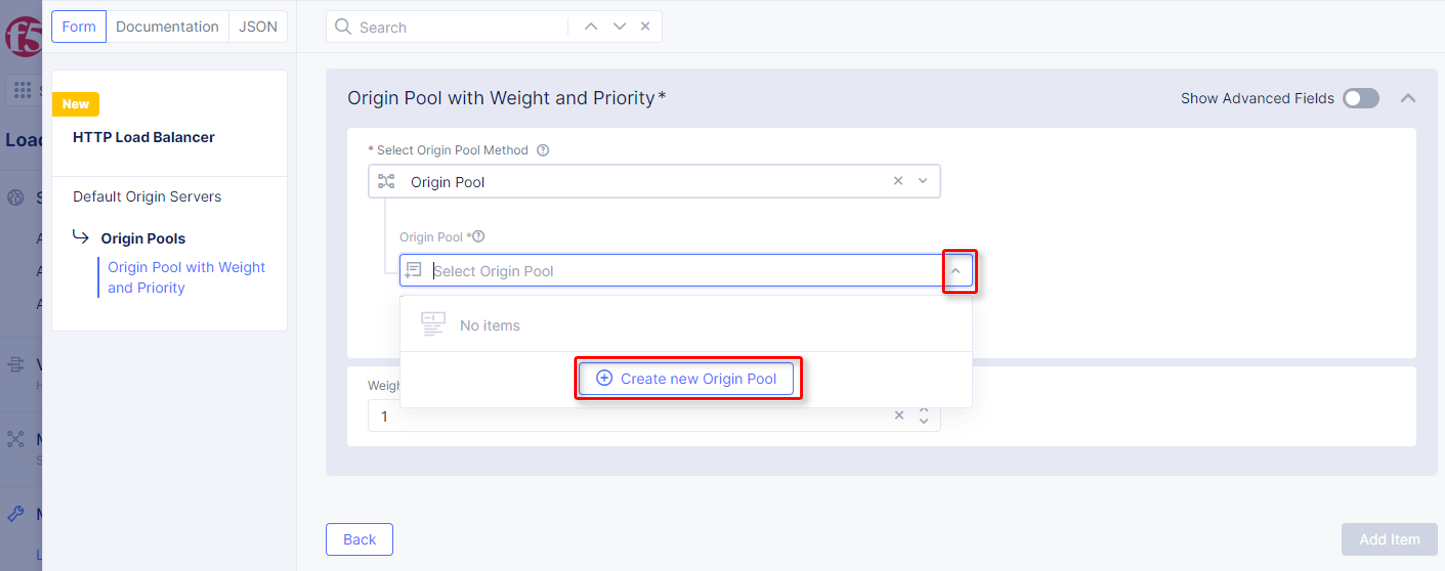 Form
Documentation
JSON
Search
f5
New
HTTP Load Balancer
Default Origin Servers
Origin Pools
Origin Pool with Weight
and Priority
Origin Pool with Weight and Priority*
Show Advanced Fields
* Select Origin Pool Method
Origin Pool
Origin Pool *
Select Origin Pool
No items
Create new Origin Pool
Weigh
1
Back
Add Item
Load